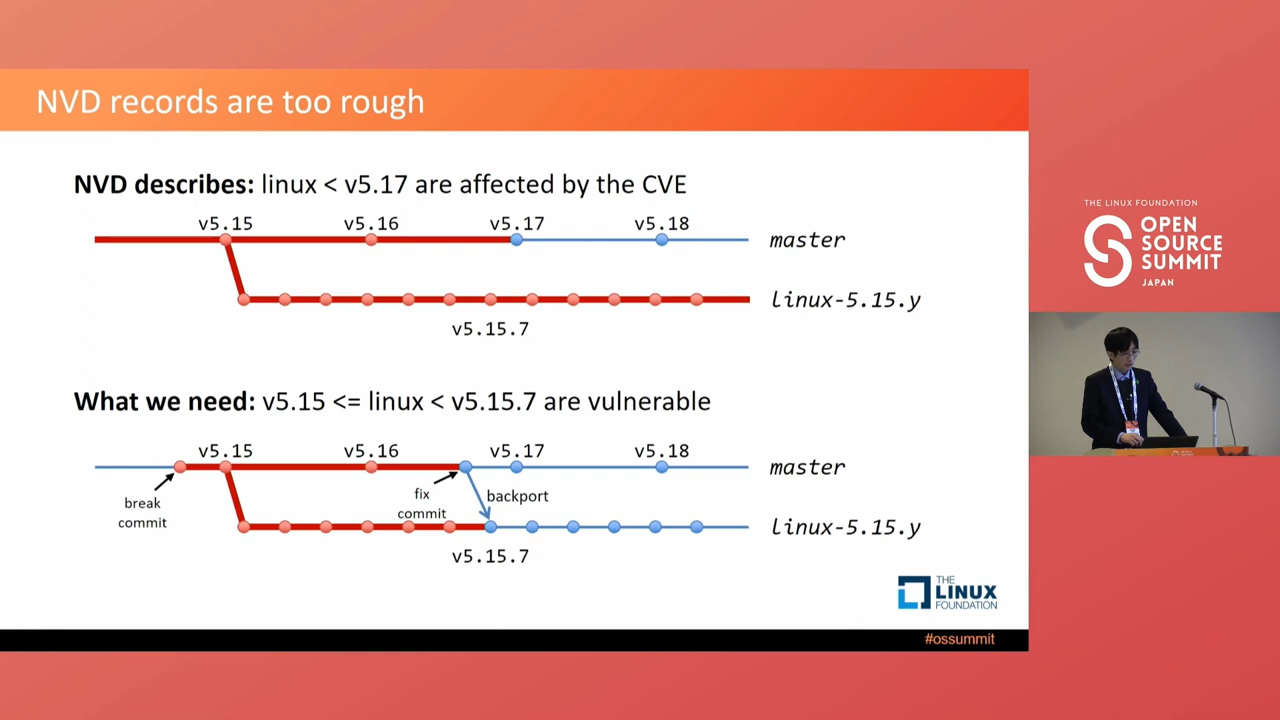 NVD records are too rough
NVD describes: linux < v5.17 are affected by the CVE
v5.15 v5.16 v5.17 v5.18
master
linux-5.15.y
v5.15.7
What we need: v5.15 <= linux < v5.15.7 are vulnerable
v5.15 v5.16 v5.17 v5.18
master
break
commit
fix
commit
backport
linux-5.15.y
v5.15.7
THE
LINUX
FOUNDATION
#ossummit
THE LINUX FOUNDATION
OPEN
SOURCE
SUMMIT
JAPAN